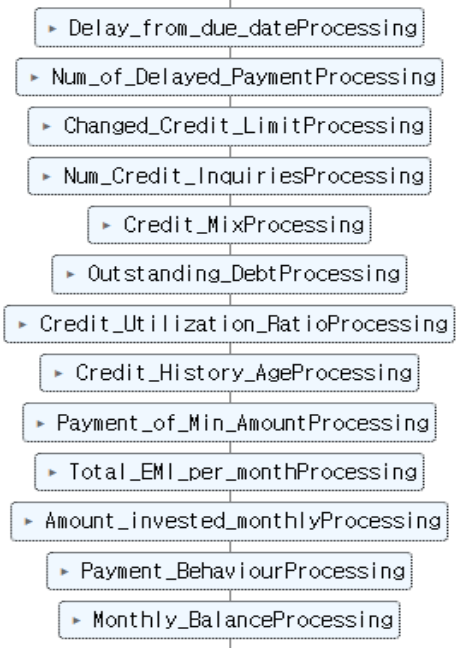 Delay_from_due_dateProcessing
Num_of_Delayed_PaymentProcessing
Changed_Credit_LimitProcessing
Num_Credit_InquiriesProcessing
Credit_MixProcessing
Outstanding_DebtProcessing
Credit_Utilization_RatioProcessing
Credit_History_AgeProcessing
Payment_of_Min_AmountProcessing
Total_EMI_per_monthProcessing
Amount_invested_monthlyProcessing
Payment_BehaviourProcessing
Monthly_BalanceProcessing